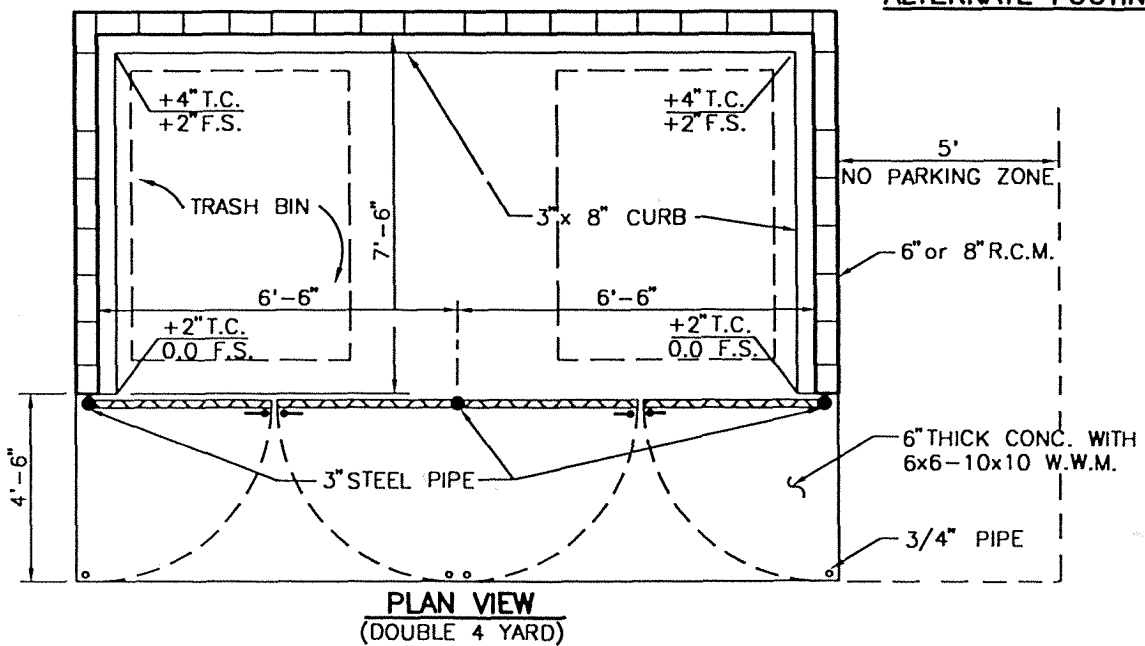 +4" T.C.
+2" F.S.
+4" T.C.
+2" F.S.
5'
NO PARKING ZONE
TRASH BIN
7'-6"
3" x 8" CURB
6" or 8" R.C.M.
6'-6"
6'-6"
+2" T.C.
0.0 F.S.
+2" T.C.
0.0 F.S.
4'-6"
3" STEEL PIPE
6" THICK CONC. WITH
6x6-10x10 W.W.M.
3/4" PIPE
PLAN VIEW
(DOUBLE 4 YARD)